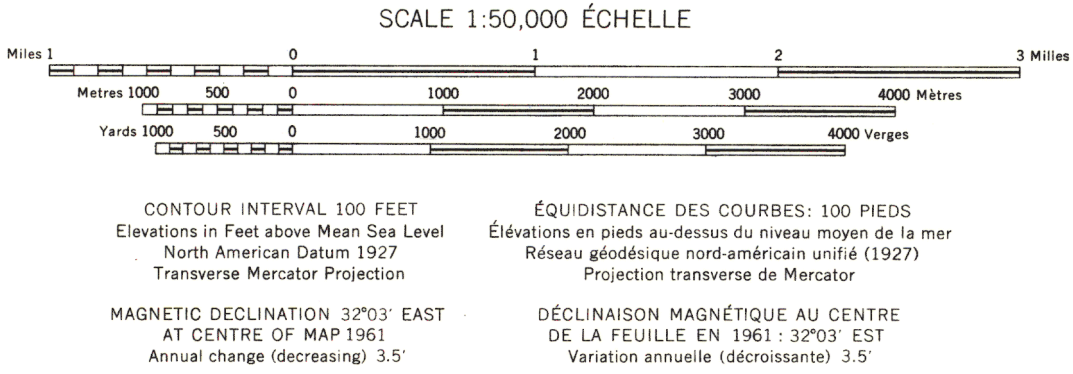 SCALE 1:50,000 ÉCHELLE
Miles 1 0 1 2 3 Milles
Metres 1000 500 0 1000 2000 3000 4000 Mètres
Yards 1000 500 0 1000 2000 3000 4000 Verges
CONTOUR INTERVAL 100 FEET
Elevations in Feet above Mean Sea Level
North American Datum 1927
Transverse Mercator Projection
ÉQUIDISTANCE DES COURBES: 100 PIEDS
Élévations en pieds au-dessus du niveau moyen de la mer
Réseau géodésique nord-américain unifié (1927)
Projection transverse de Mercator
MAGNETIC DECLINATION 32°03′ EAST
AT CENTRE OF MAP 1961
Annual change (decreasing) 3.5′
DÉCLINAISON MAGNÉTIQUE AU CENTRE
DE LA FEUILLE EN 1961 : 32°03′ EST
Variation annuelle (décroissante) 3.5′